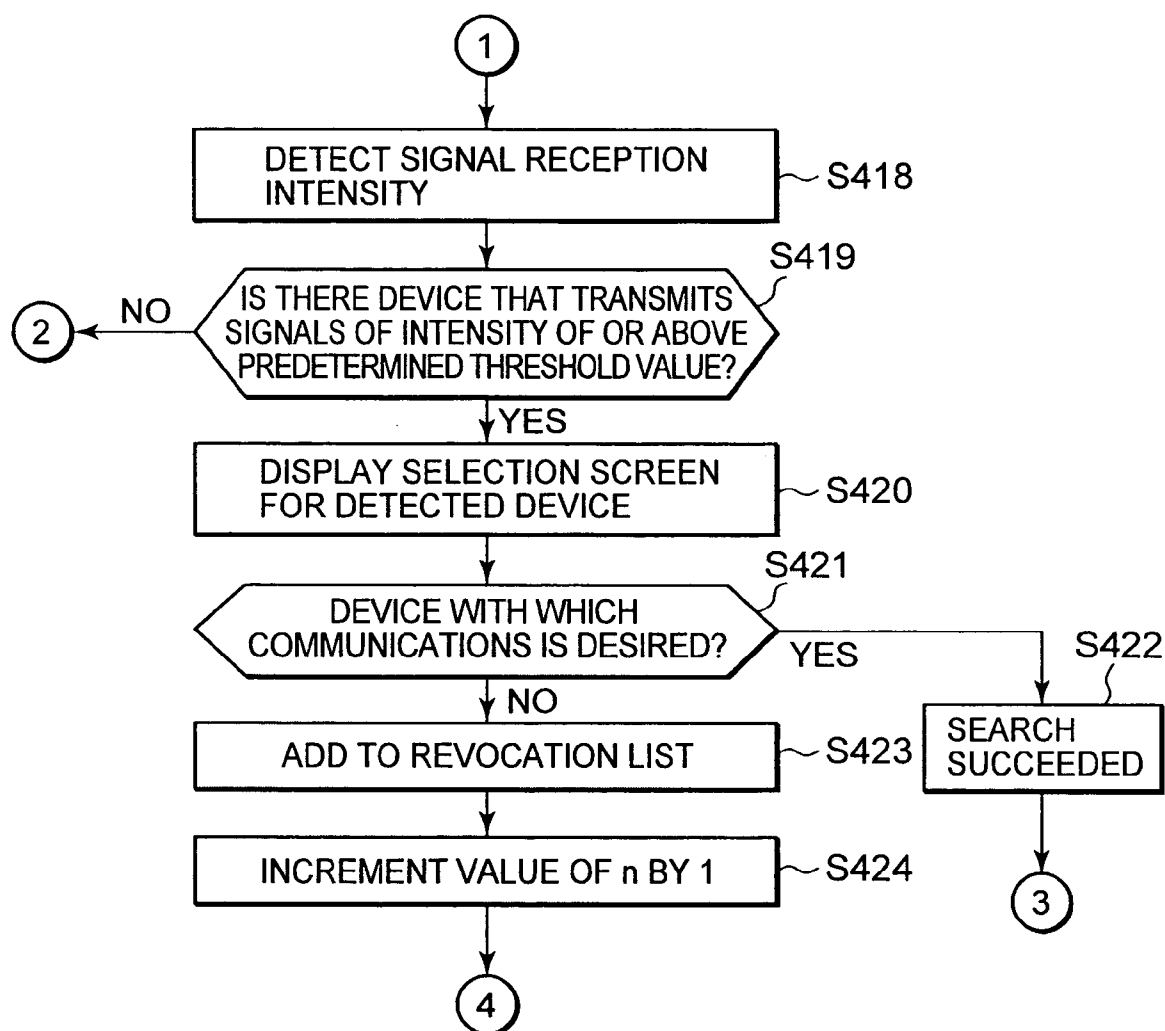 1
DETECT SIGNAL RECEPTION
INTENSITY
S418
S419
IS THERE DEVICE THAT TRANSMITS
SIGNALS OF INTENSITY OF OR ABOVE
PREDETERMINED THRESHOLD VALUE?
NO
2
YES
DISPLAY SELECTION SCREEN
FOR DETECTED DEVICE
S420
S421
DEVICE WITH WHICH
COMMUNICATIONS IS DESIRED?
YES
S422
SEARCH
SUCCEEDED
NO
ADD TO REVOCATION LIST
S423
INCREMENT VALUE OF n BY 1
S424
3
4